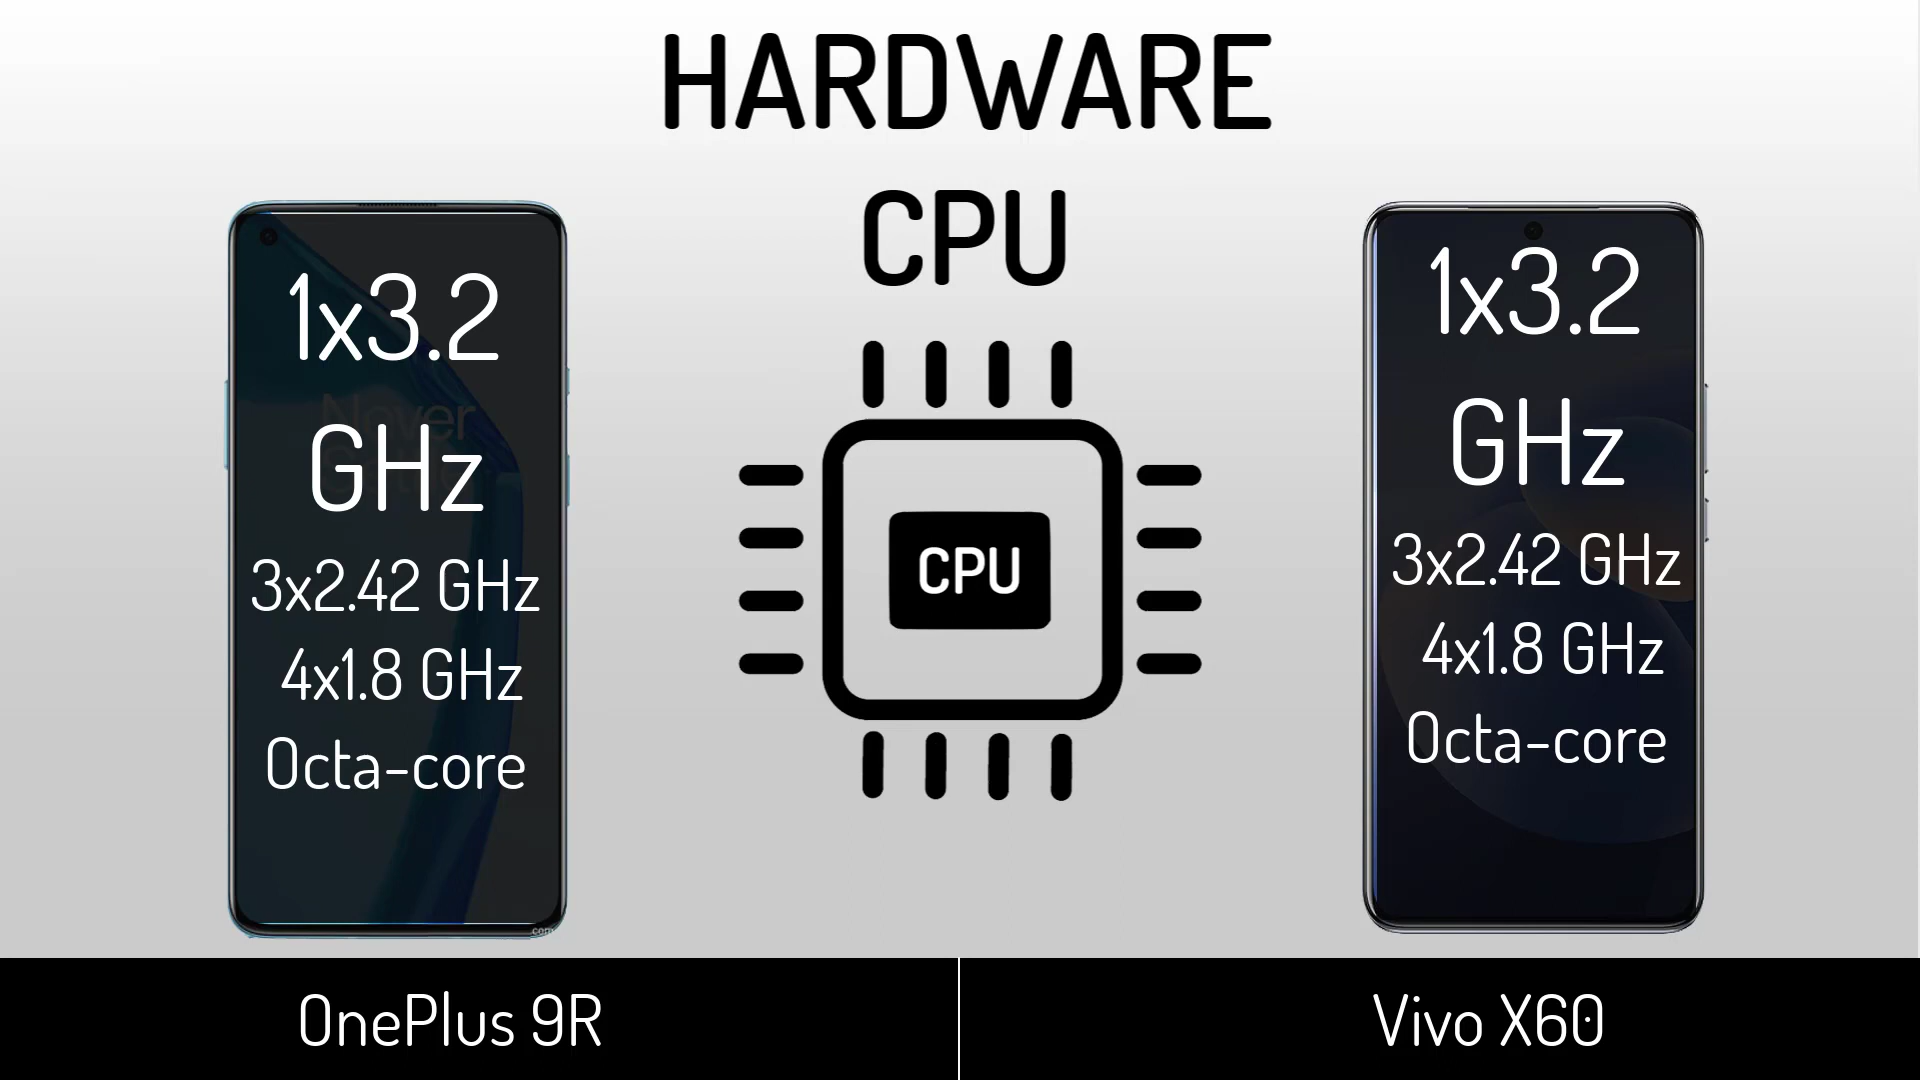 HARDWARE
CPU
1x3.2
GHz
3x2.42 GHz
4x1.8 GHz
Octa-core
CPU
1x3.2
GHz
3x2.42 GHz
4x1.8 GHz
Octa-core
OnePlus 9R
Vivo X60